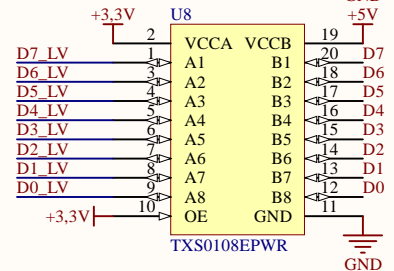 GND
+3,3V U8 +5V
2 VCCA VCCB 19
D7_LV 1 A1 B1 20 D7
D6_LV 3 A2 B2 18 D6
D5_LV 4 A3 B3 17 D5
D4_LV 5 A4 B4 16 D4
D3_LV 6 A5 B5 15 D3
D2_LV 7 A6 B6 14 D2
D1_LV 8 A7 B7 13 D1
D0_LV 9 A8 B8 12 D0
+3,3V 10 OE GND 11
TXS0108EPWR
GND